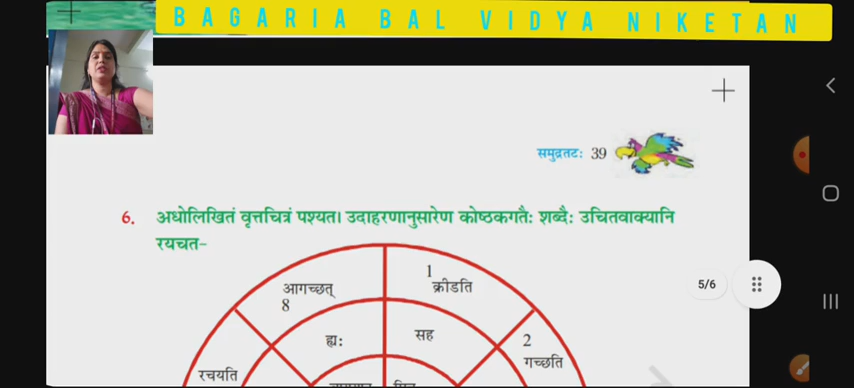 BAGARIA BAL VIDYA NIKETAN
समुद्रतटः 39
6. अधोलिखितं वृत्तचित्रं पश्यत। उदाहरणानुसारेण कोष्ठकगतैः शब्दैः उचितवाक्यानि
रयचत-
1
आगच्छत् क्रीडति
8
ह्यः सह 2
गच्छति
रचयति
5/6